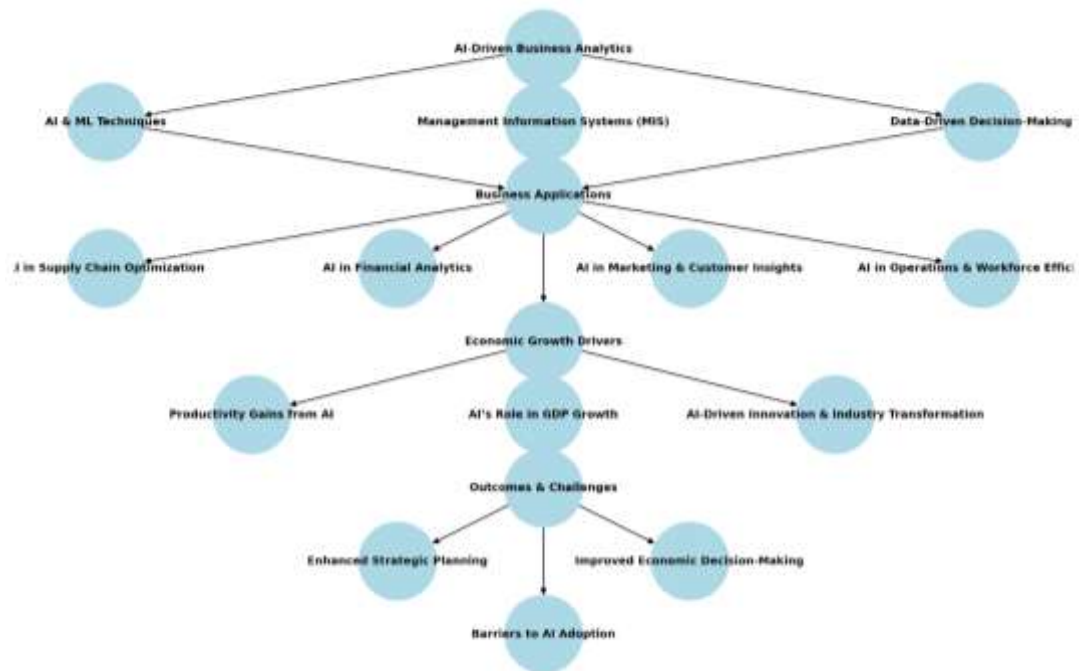 AI-Driven Business Analytics
AI & ML Techniques
Management Information Systems (MIS)
Data-Driven Decision-Making
Business Applications
I in Supply Chain Optimization
AI in Financial Analytics
AI in Marketing & Customer Insights
AI in Operations & Workforce Effici
Economic Growth Drivers
Productivity Gains from AI
AI's Role in GDP Growth
AI-Driven Innovation & Industry Transformation
Outcomes & Challenges
Enhanced Strategic Planning
Improved Economic Decision-Making
Barriers to AI Adoption